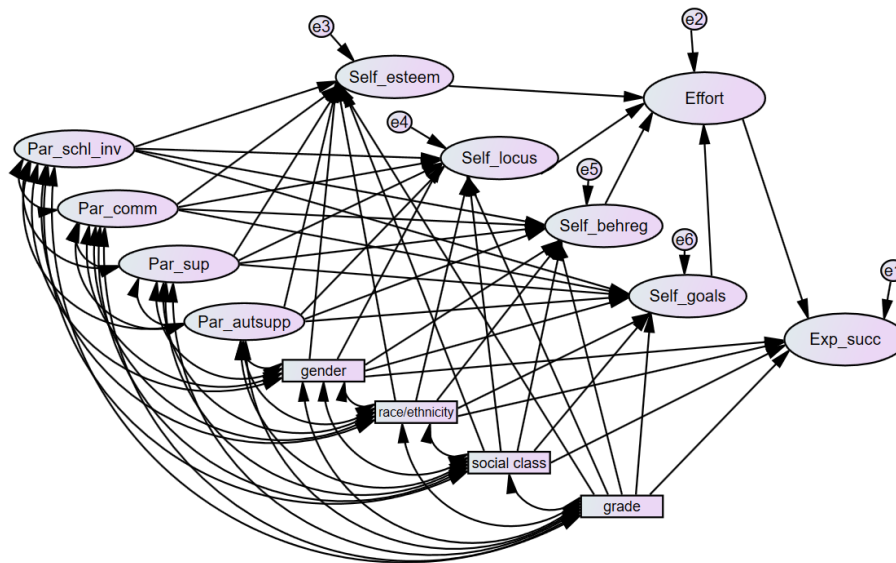 e3
e2
Self_esteem
Effort
e4
Par_schl_inv
Self_locus
e5
Par_comm
Self_behreg
e6
Par_sup
e1
Self_goals
Par_autsupp
Exp_succ
gender
race/ethnicity
social class
grade